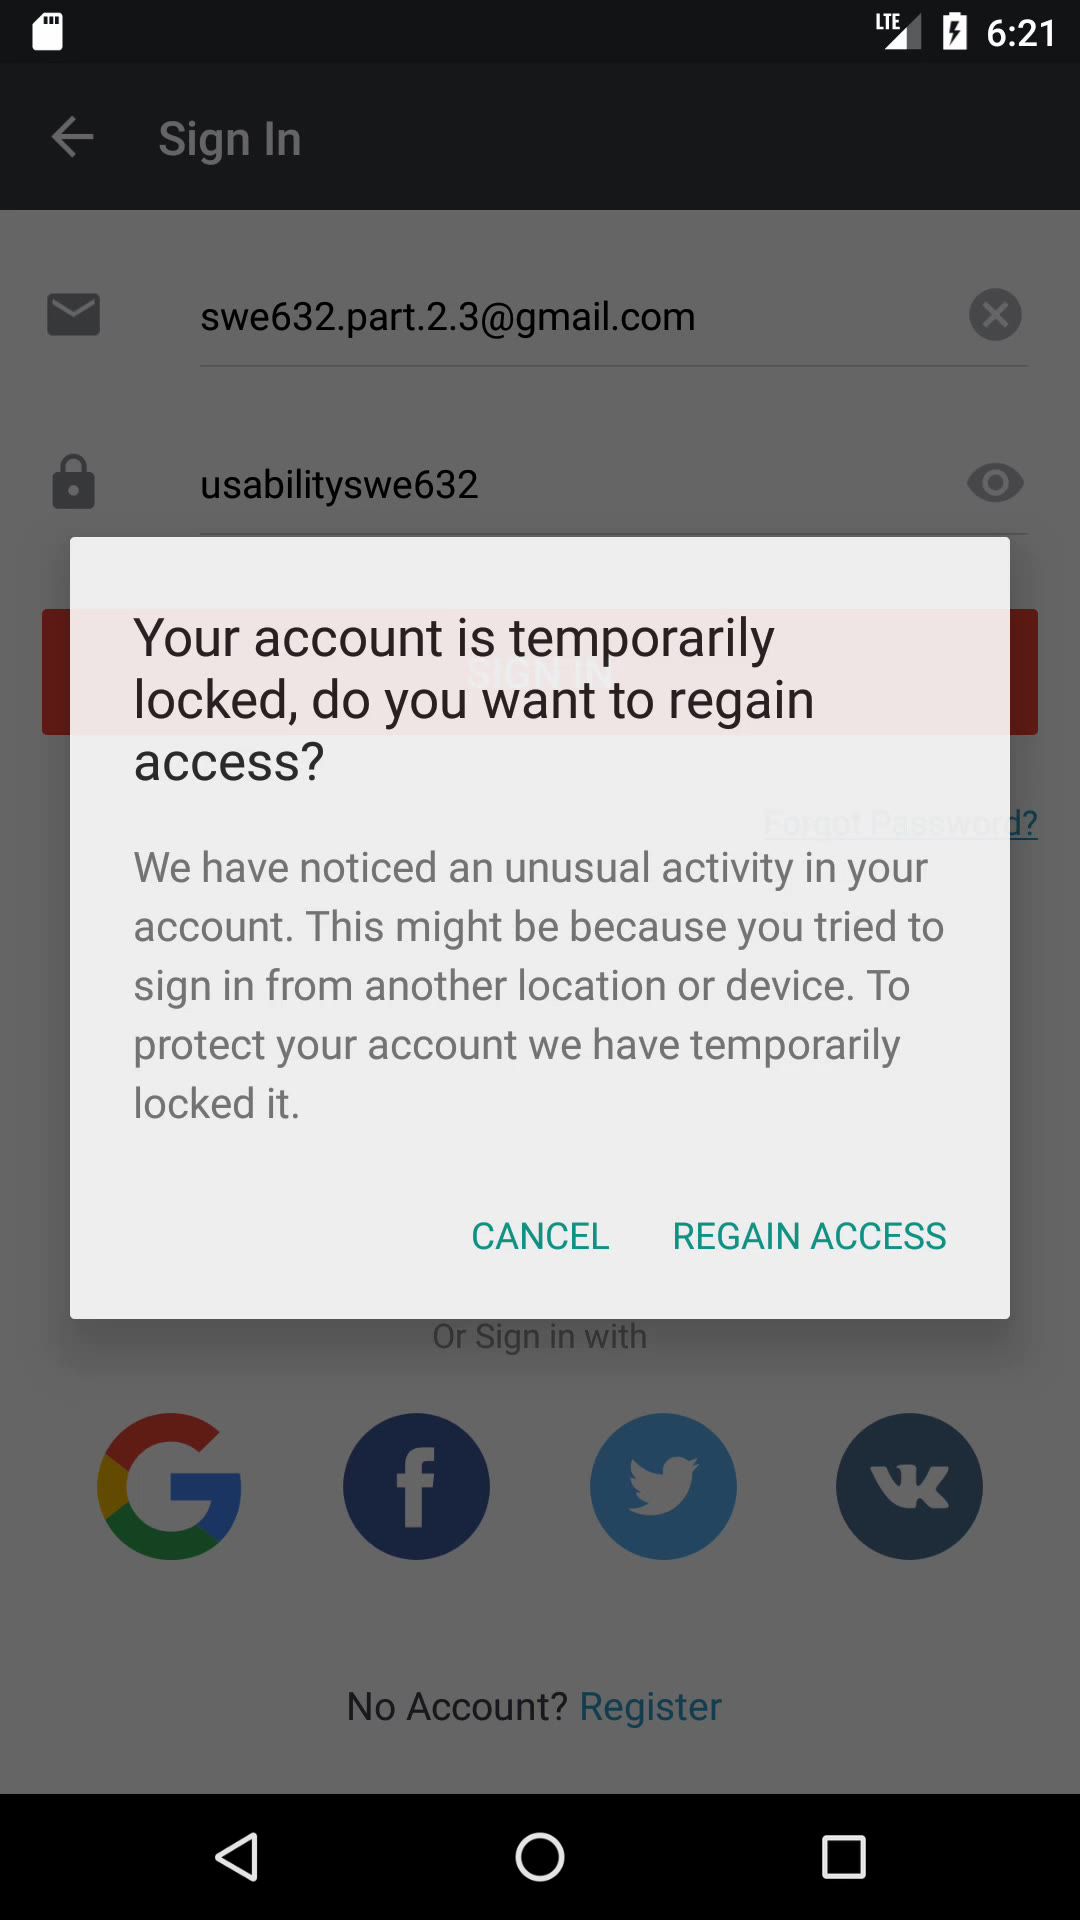 LTE 6:21
Sign In
swe632.part.2.3@gmail.com
usabilityswe632
SIGN IN
Your account is temporarily
locked, do you want to regain
access?
Forgot Password?
We have noticed an unusual activity in your
account. This might be because you tried to
sign in from another location or device. To
protect your account we have temporarily
locked it.
CANCEL REGAIN ACCESS
Or Sign in with
No Account? Register